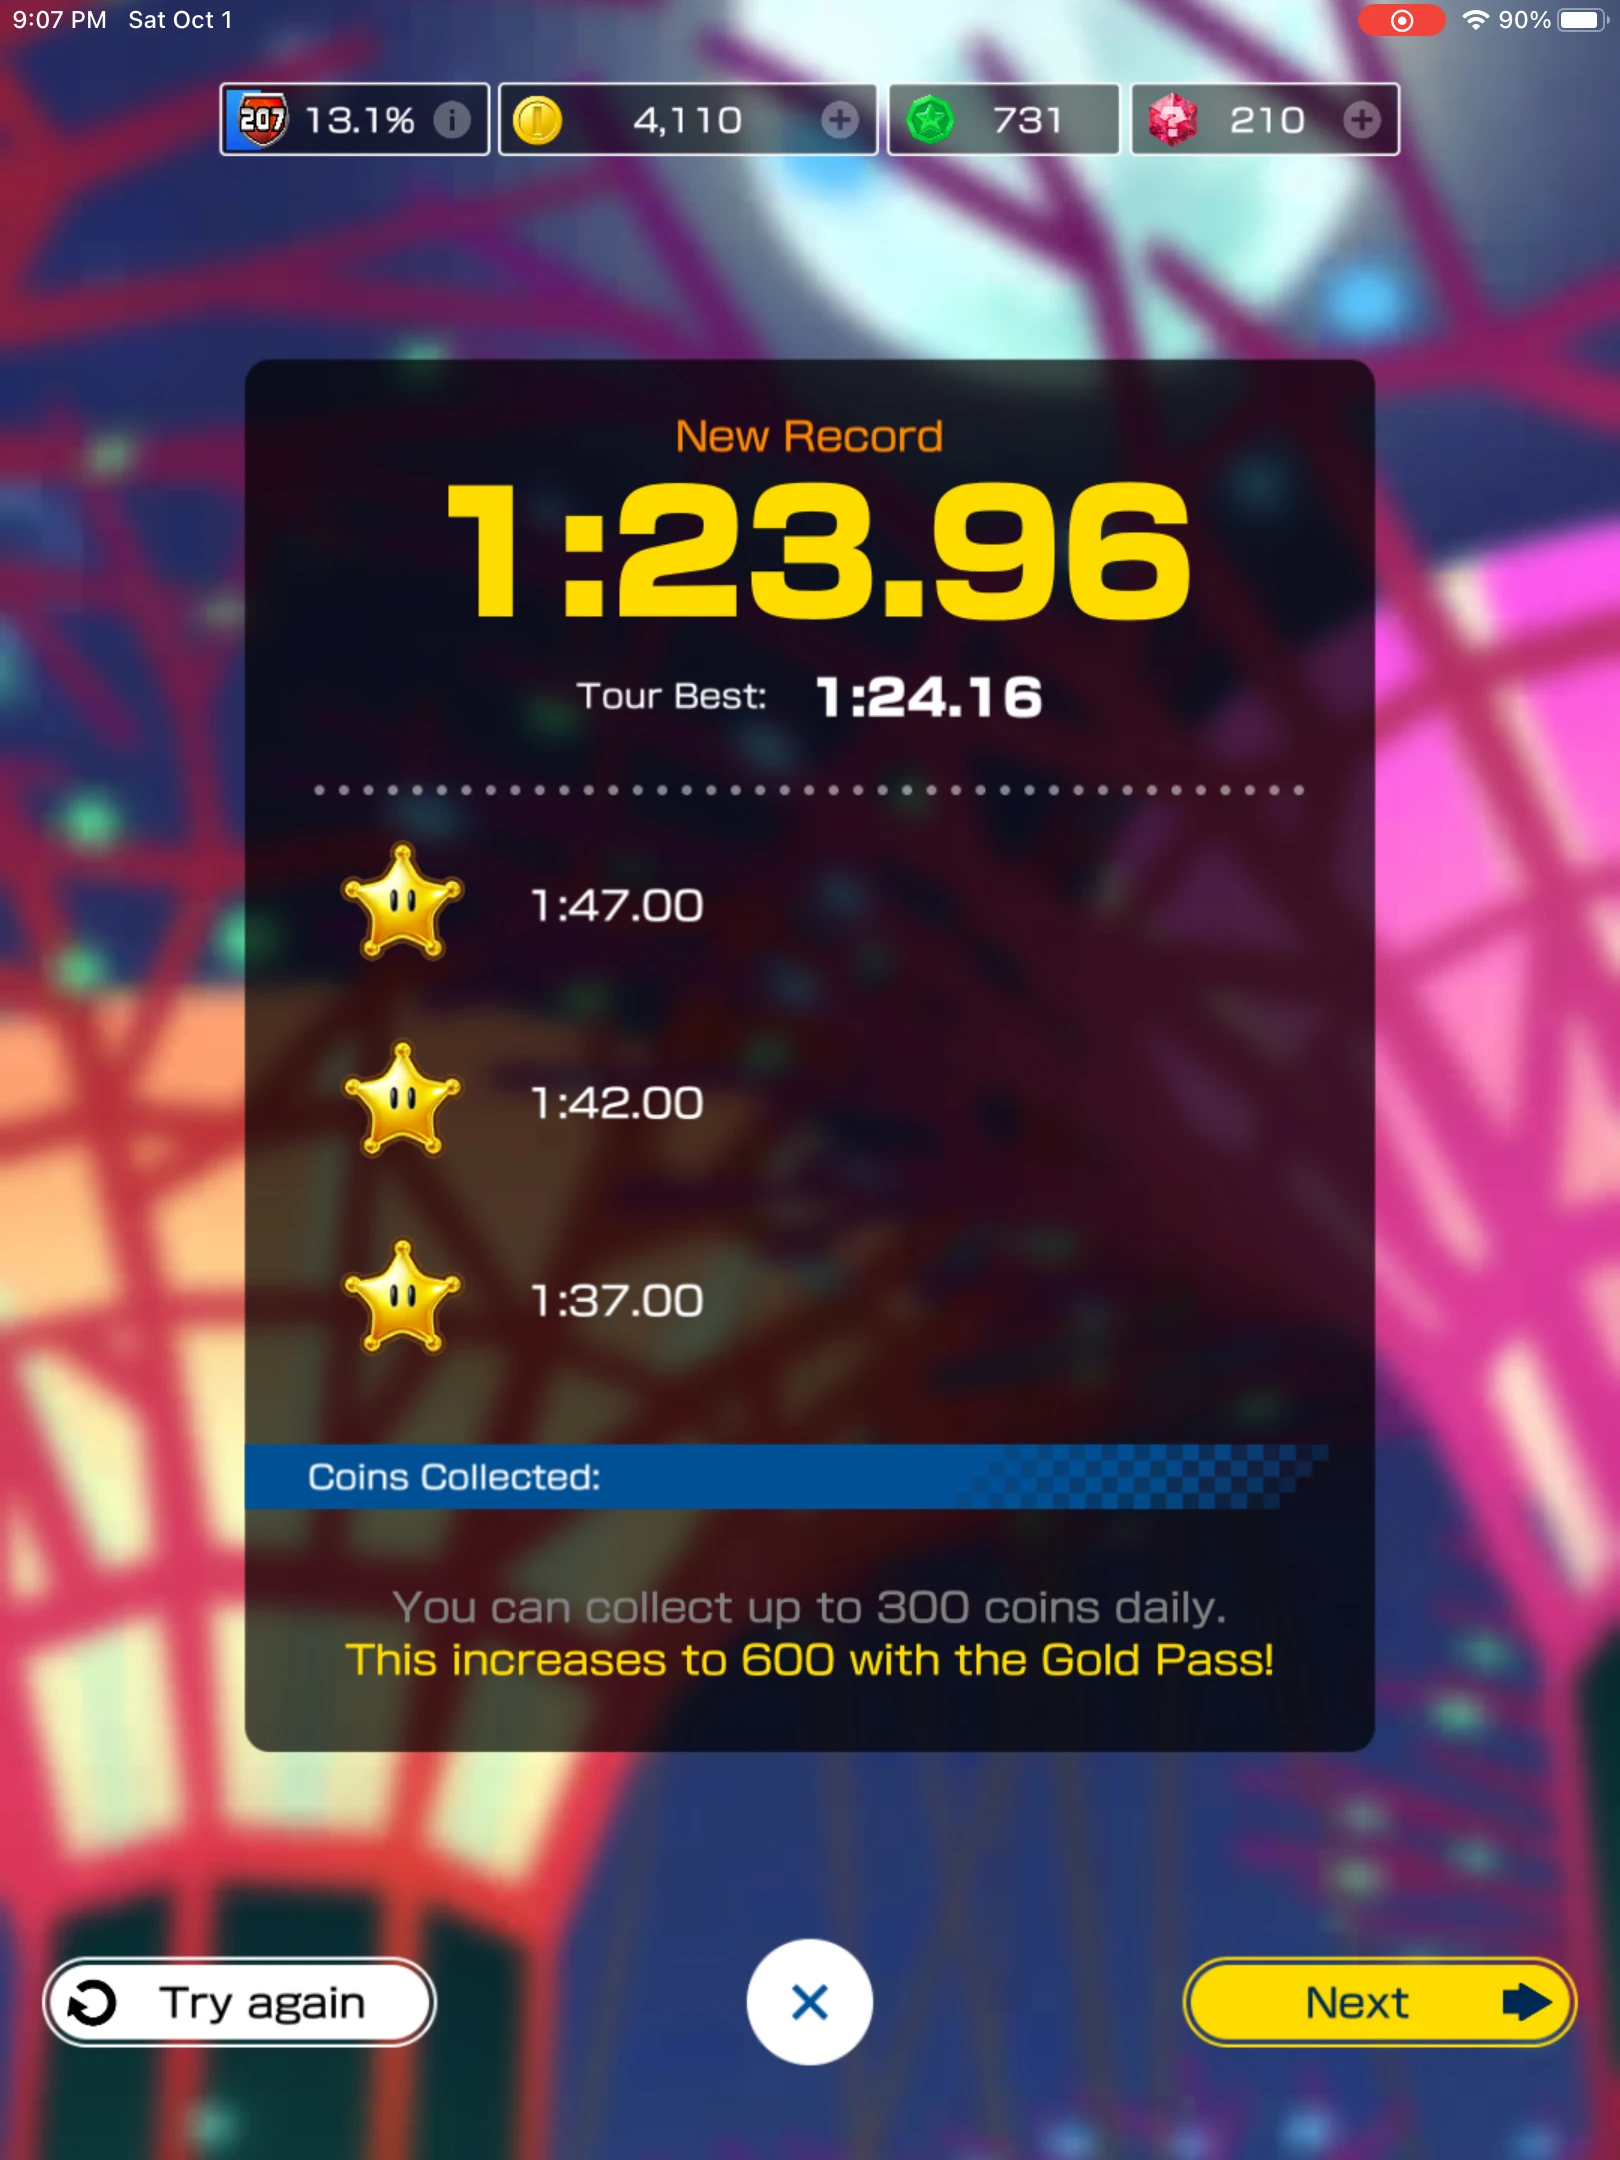 9:07 PM Sat Oct 1 90%
207 13.1% i 4,110 + 731 ? 210 +
New Record
1:23.96
Tour Best: 1:24.16
1:47.00
1:42.00
1:37.00
Coins Collected:
You can collect up to 300 coins daily.
This increases to 600 with the Gold Pass!
Try again × Next